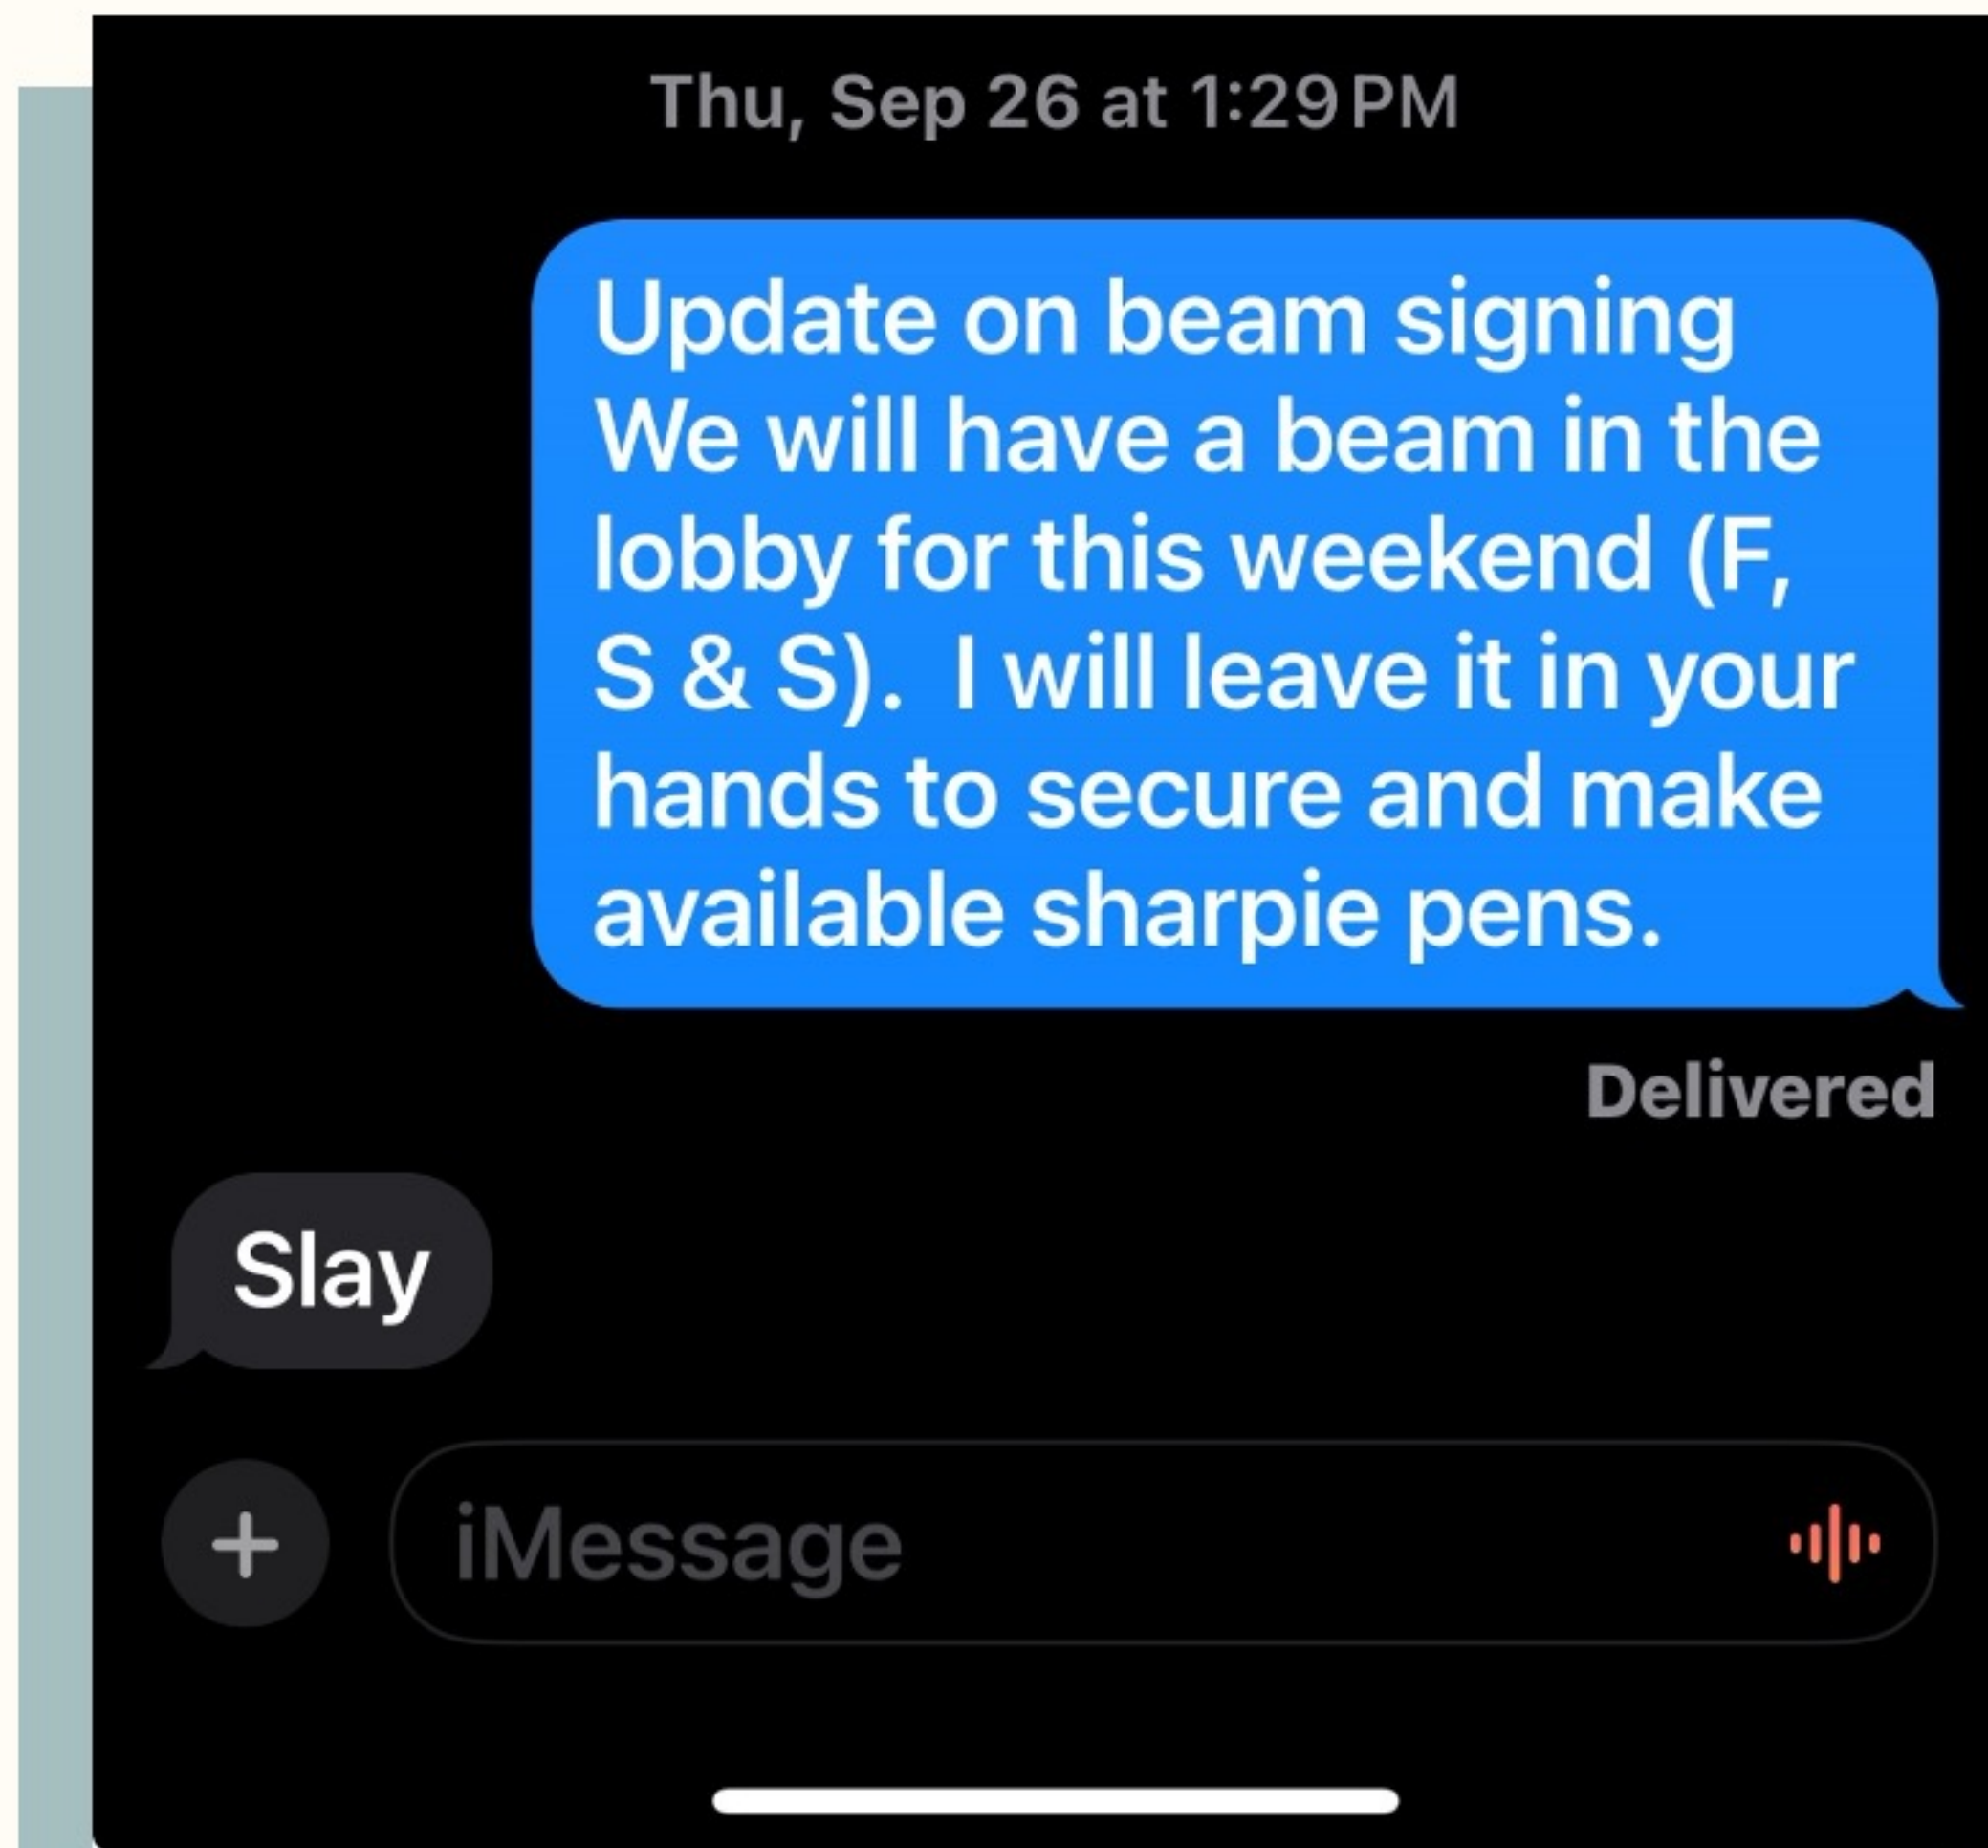 Thu, Sep 26 at 1:29 PM
Update on beam signing
We will have a beam in the
lobby for this weekend (F,
S & S).  I will leave it in your
hands to secure and make
available sharpie pens.
Delivered
Slay
iMessage